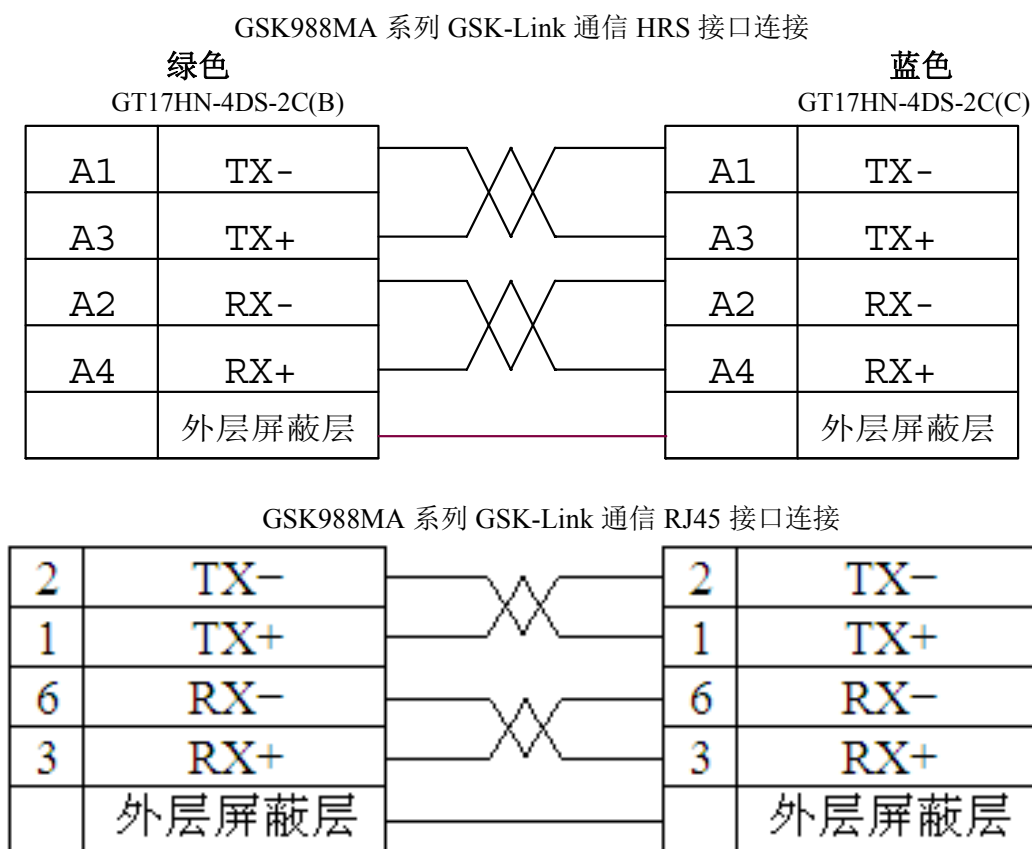 GSK988MA 系列 GSK-Link 通信 HRS 接口连接
绿色 蓝色
GT17HN-4DS-2C(B) GT17HN-4DS-2C(C)
A1 TX- A1 TX-
A3 TX+ A3 TX+
A2 RX- A2 RX-
A4 RX+ A4 RX+
外层屏蔽层 外层屏蔽层
GSK988MA 系列 GSK-Link 通信 RJ45 接口连接
2 TX− 2 TX−
1 TX+ 1 TX+
6 RX− 6 RX−
3 RX+ 3 RX+
外层屏蔽层 外层屏蔽层